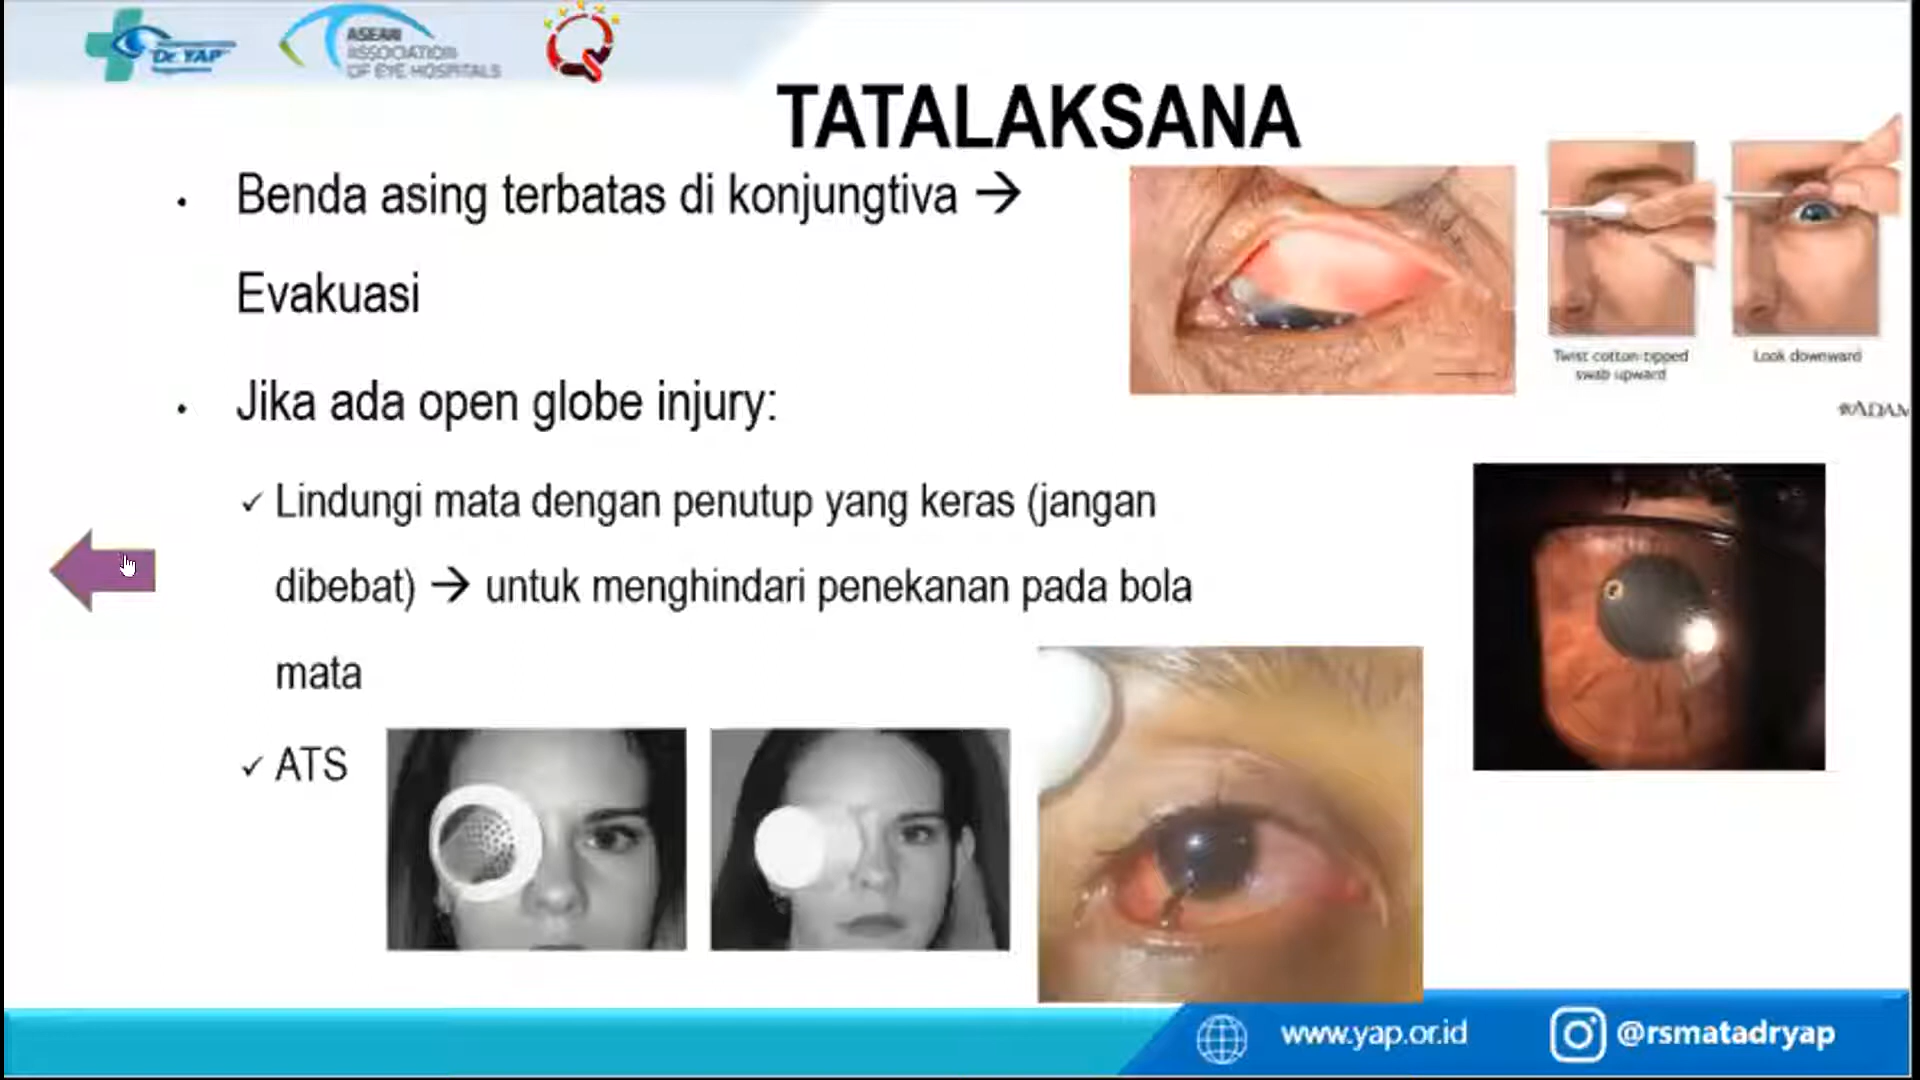 Dr. YAP
ASEAN
ASSOCIATION
OF EYE HOSPITALS
TATALAKSANA
• Benda asing terbatas di konjungtiva →
Evakuasi
• Jika ada open globe injury:
✓ Lindungi mata dengan penutup yang keras (jangan
dibebat) → untuk menghindari penekanan pada bola
mata
✓ ATS
Twist cotton-tipped
swab upward
Look downward
ADAM
www.yap.or.id
@rsmatadryap